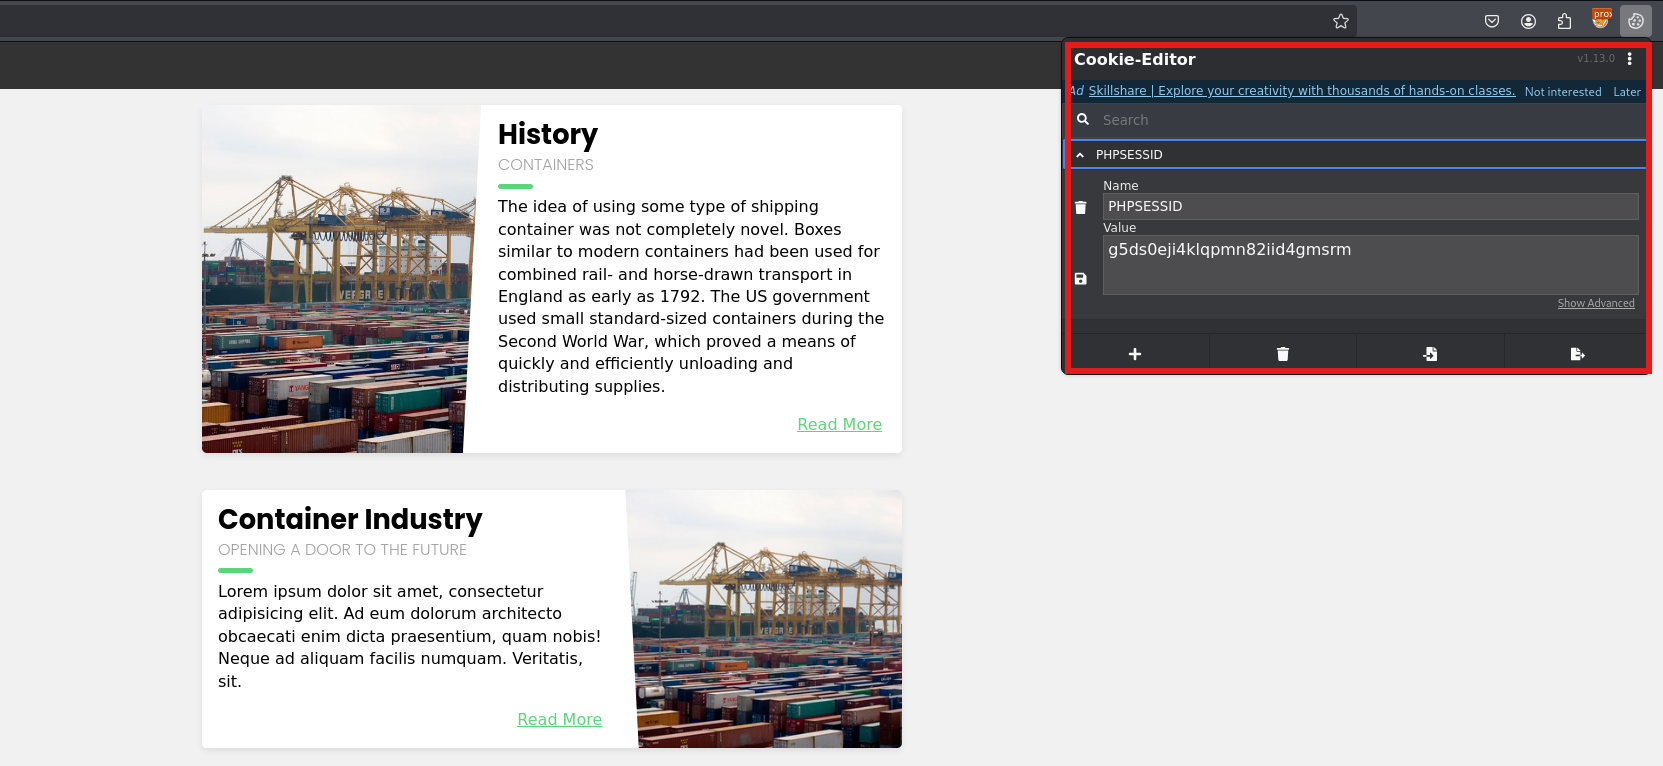 prox
Cookie-Editor
v1.13.0
Ad Skillshare | Explore your creativity with thousands of hands-on classes. Not interested Later
Search
PHPSESSID
Name
PHPSESSID
Value
g5ds0eji4klqpmn82iid4gmsrm
Show Advanced
History
CONTAINERS
The idea of using some type of shipping
container was not completely novel. Boxes
similar to modern containers had been used for
combined rail- and horse-drawn transport in
England as early as 1792. The US government
used small standard-sized containers during the
Second World War, which proved a means of
quickly and efficiently unloading and
distributing supplies.
Read More
EVERGREE
Container Industry
OPENING A DOOR TO THE FUTURE
Lorem ipsum dolor sit amet, consectetur
adipisicing elit. Ad eum dolorum architecto
obcaecati enim dicta praesentium, quam nobis!
Neque ad aliquam facilis numquam. Veritatis,
sit.
Read More